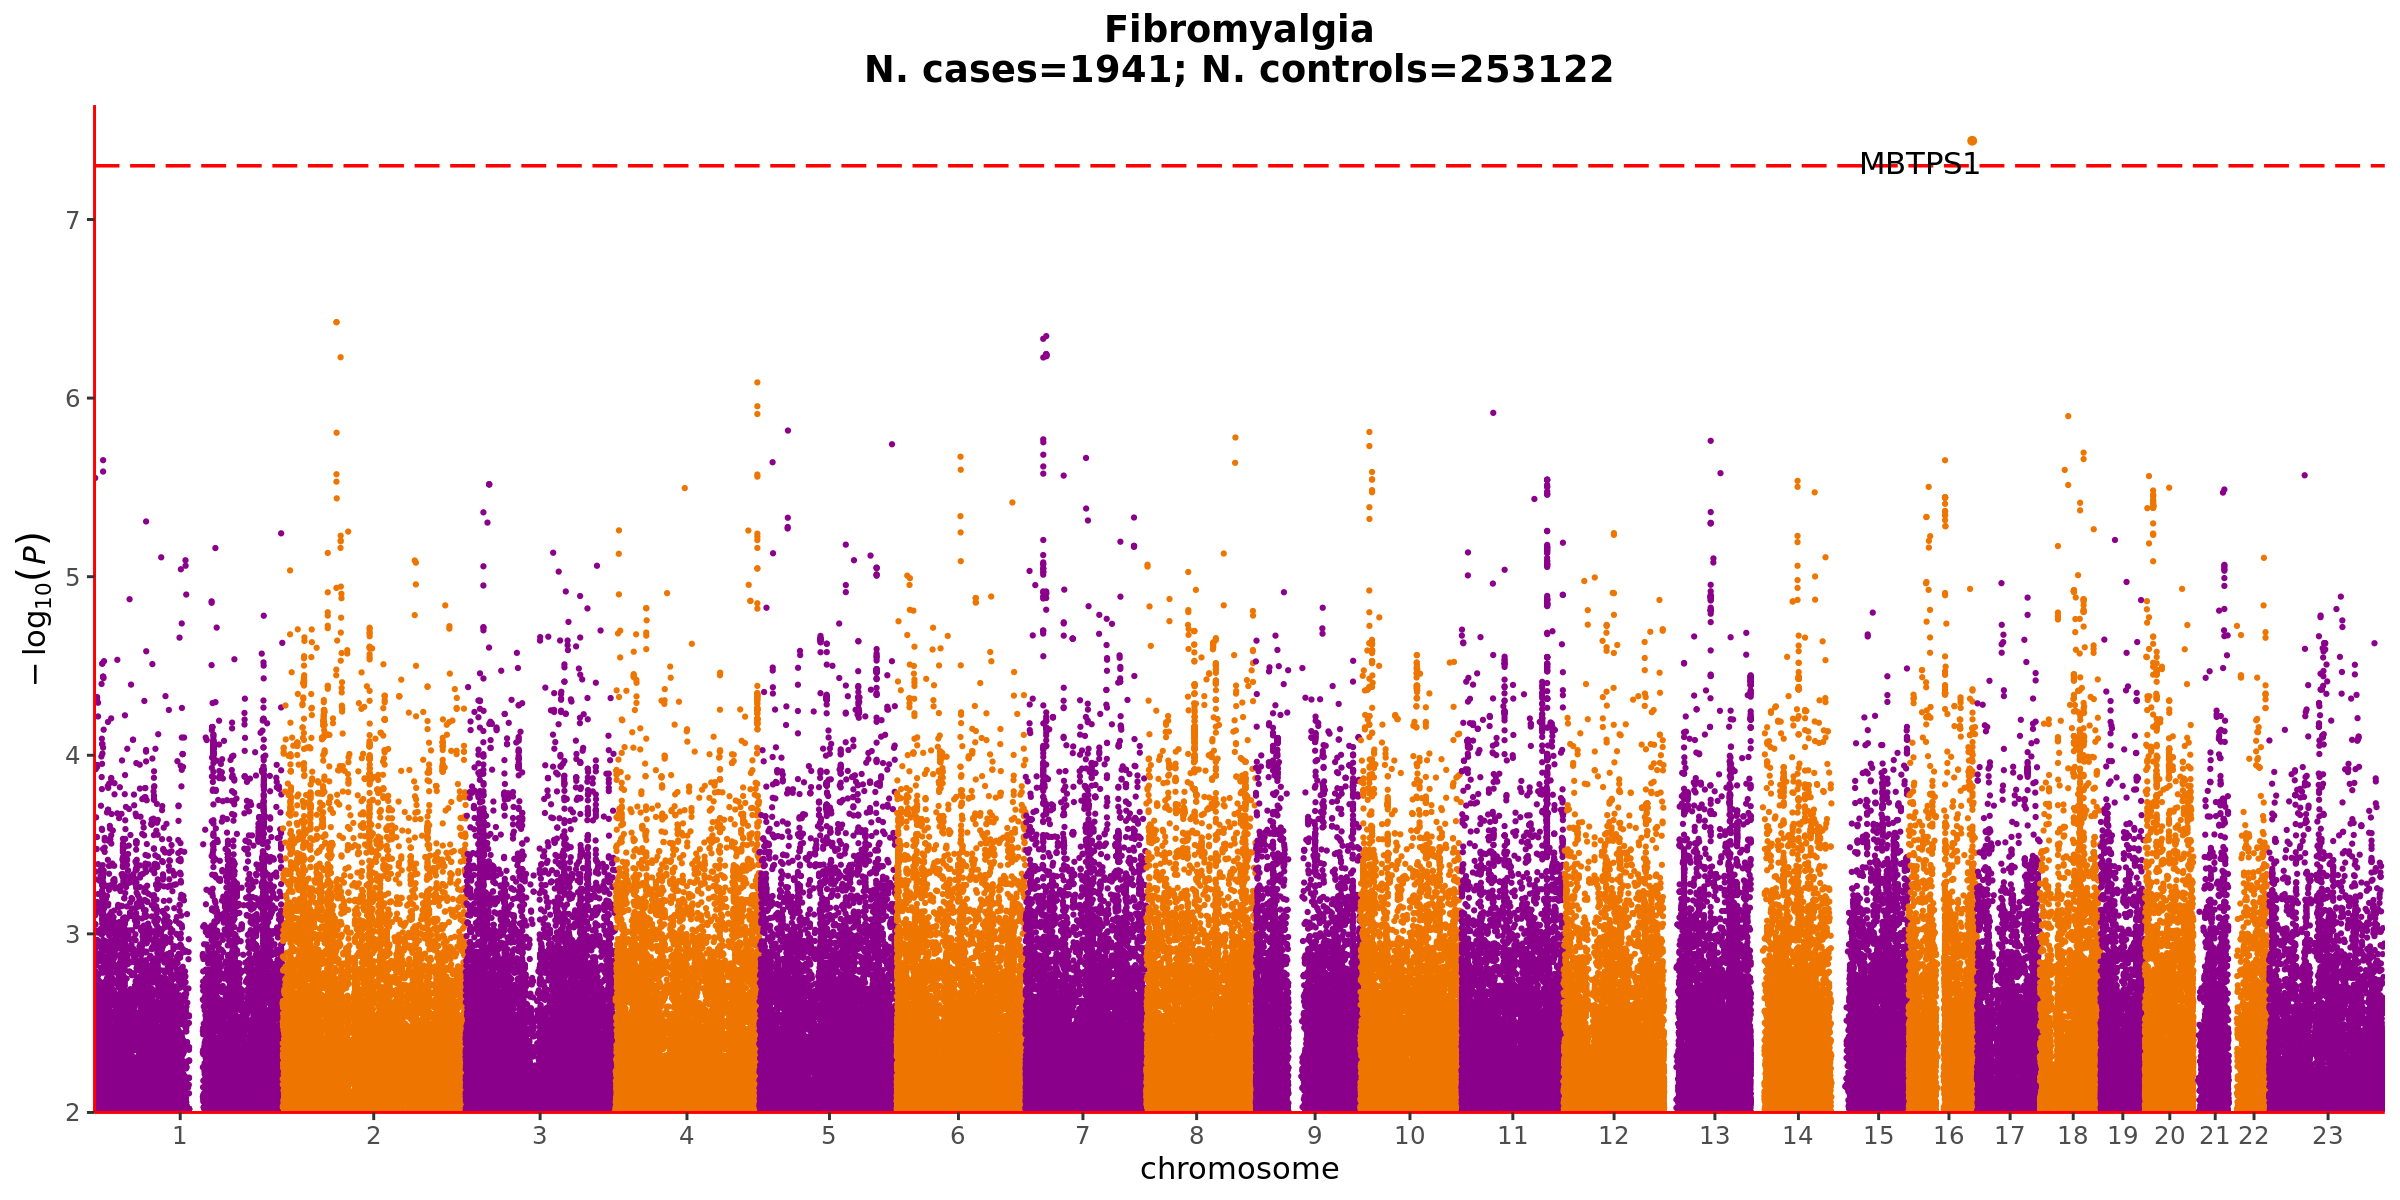 Fibromyalgia
N. cases=1941; N. controls=253122
MBTPS1
− log10(P)
7
6
5
4
3
2
1 2 3 4 5 6 7 8 9 10 11 12 13 14 15 16 17 18 19 20 21 22 23
chromosome